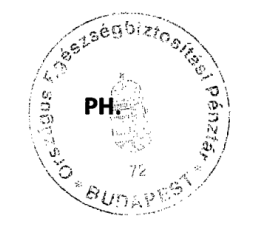 Országos Egészségbiztosítási Pénztár
PH.
72
* BUDAPEST *